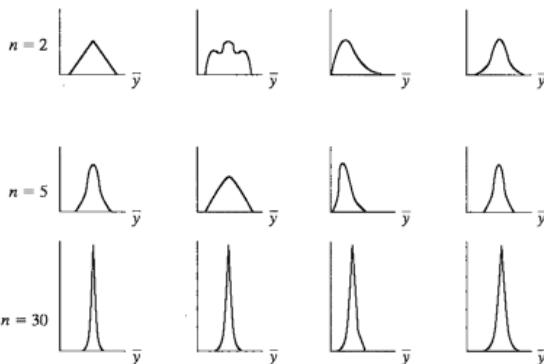 n = 2
ȳ ȳ ȳ ȳ
n = 5
ȳ ȳ ȳ ȳ
n = 30
ȳ ȳ ȳ ȳ